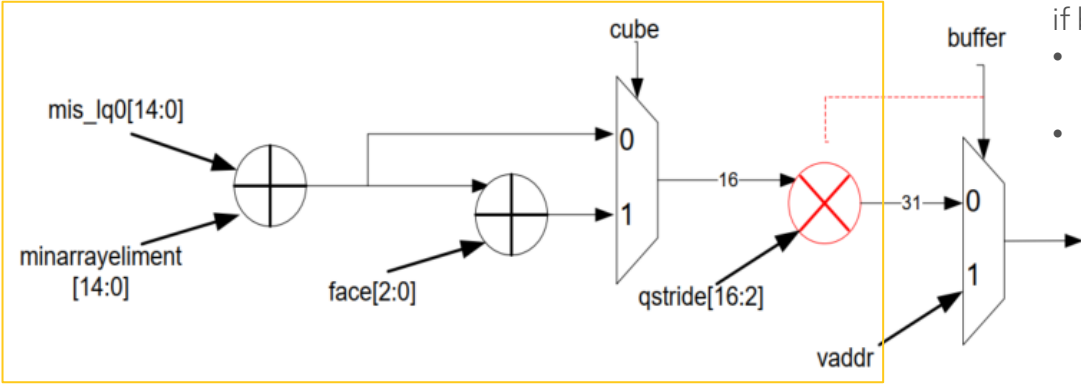 if
cube
buffer
mis_lq0[14:0]
0
1
16
31
0
1
minarrayeliment
[14:0]
face[2:0]
qstride[16:2]
vaddr